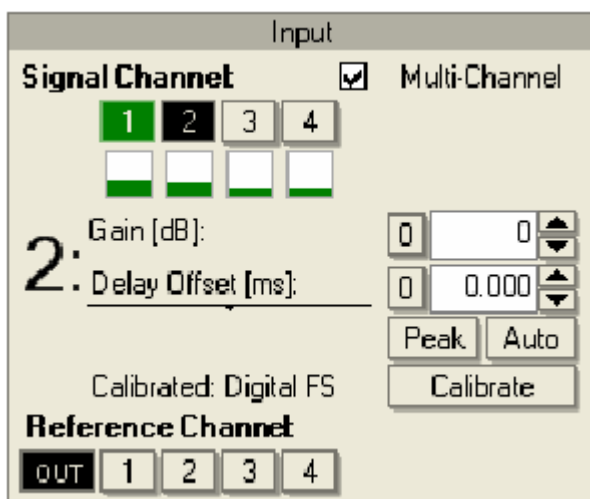 Input
Signal Channel: Multi-Channel
1 2 3 4
2: Gain [dB]: 0 0
Delay Offset [ms]: 0 0.000
Peak Auto
Calibrated: Digital FS Calibrate
Reference Channel:
OUT 1 2 3 4